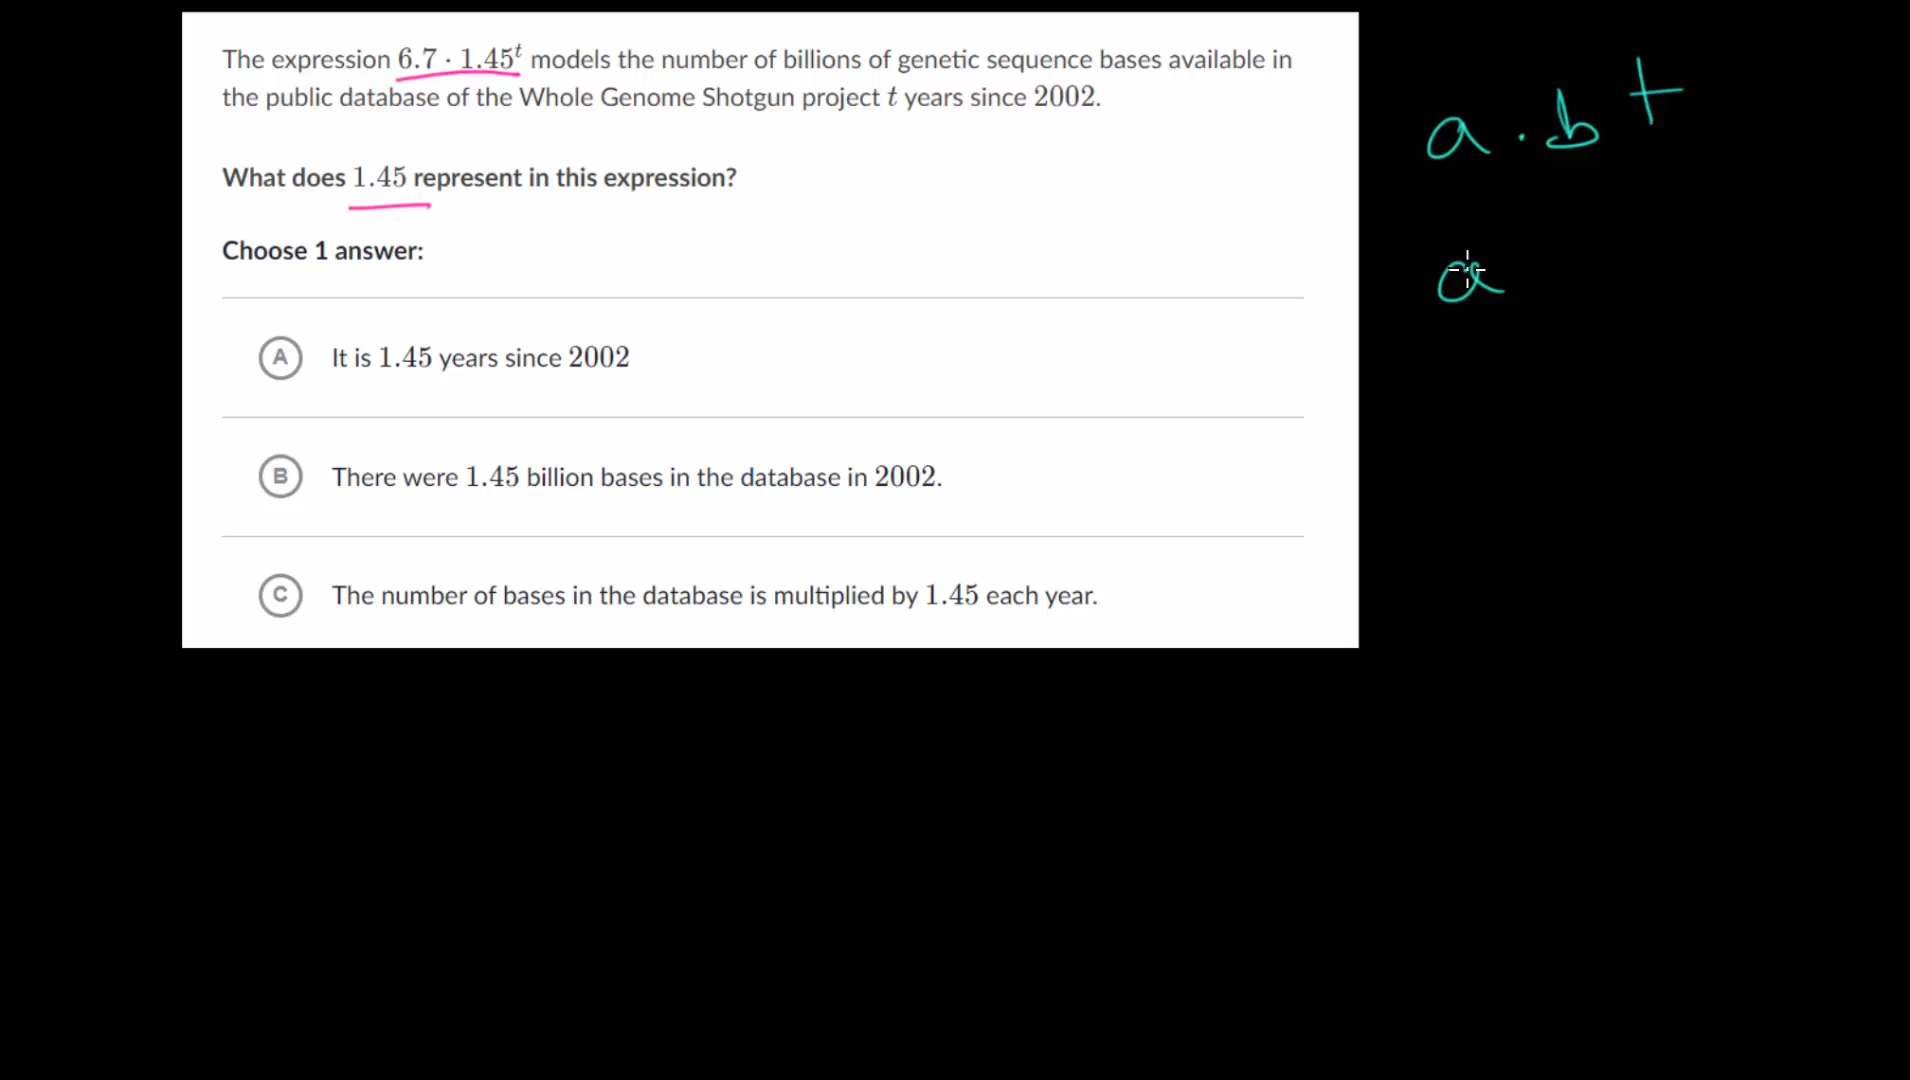 The expression 6.7 · 1.45^t models the number of billions of genetic sequence bases available in
the public database of the Whole Genome Shotgun project t years since 2002.
What does 1.45 represent in this expression?
Choose 1 answer:
A It is 1.45 years since 2002
B There were 1.45 billion bases in the database in 2002.
C The number of bases in the database is multiplied by 1.45 each year.
a · b^t
a